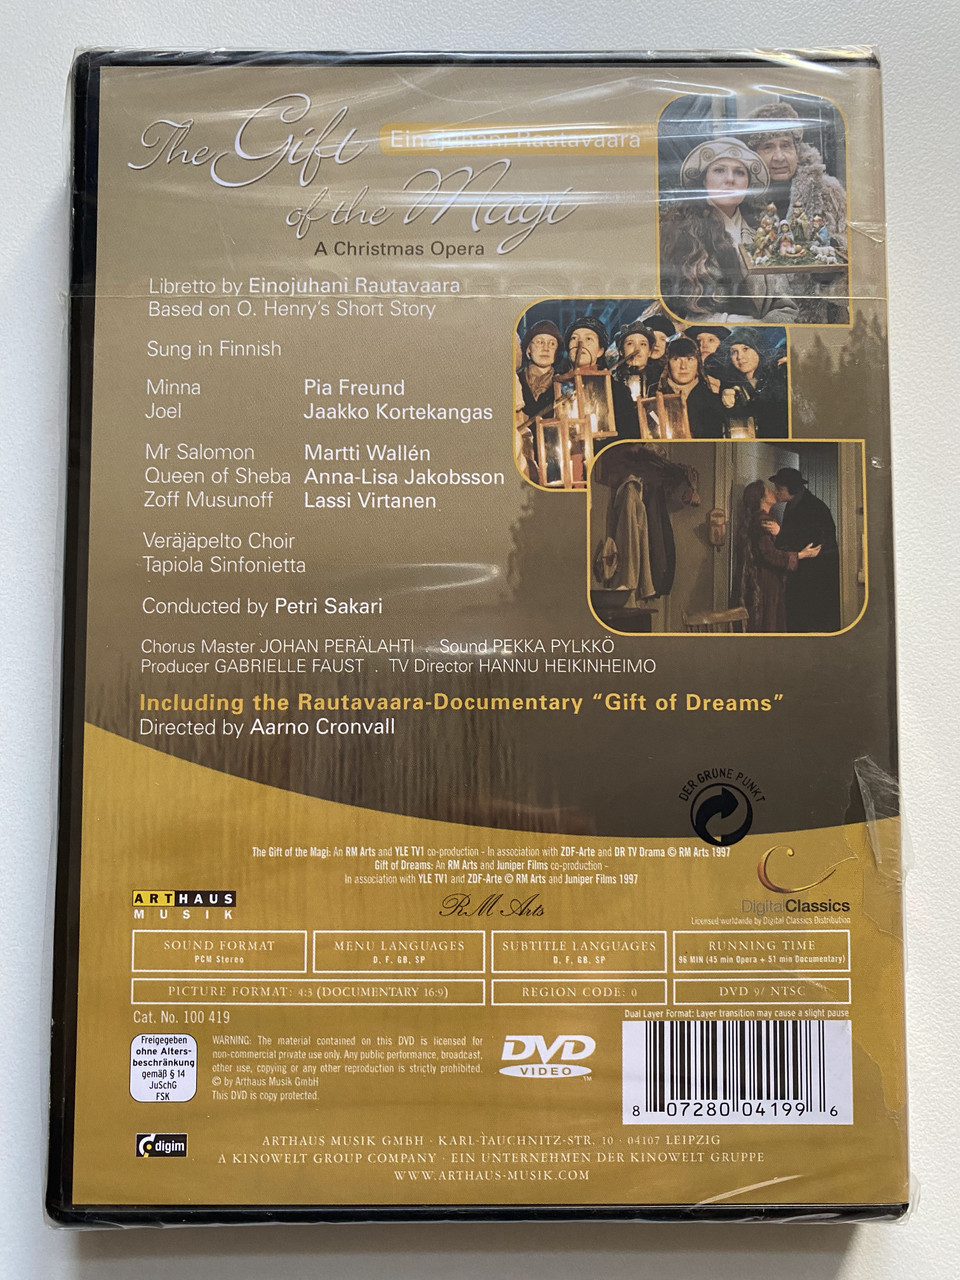 The Gift
Einojuhani Rautavaara
of the Magi
A Christmas Opera
Libretto by Einojuhani Rautavaara
Based on O. Henry's Short Story
Sung in Finnish
Minna Pia Freund
Joel Jaakko Kortekangas
Mr Salomon Martti Wallén
Queen of Sheba Anna-Lisa Jakobsson
Zoff Musunoff Lassi Virtanen
Veräjäpelto Choir
Tapiola Sinfonietta
Conducted by Petri Sakari
Chorus Master JOHAN PERÄLAHTI . Sound PEKKA PYLKKÖ
Producer GABRIELLE FAUST . TV Director HANNU HEIKINHEIMO
Including the Rautavaara-Documentary “Gift of Dreams”
Directed by Aarno Cronvall
DER GRÜNE PUNKT
The Gift of the Magi: An RM Arts and YLE TV1 co-production - In association with ZDF-Arte and DR TV Drama © RM Arts 1997
Gift of Dreams: An RM Arts and Juniper Films co-production -
In association with YLE TV1 and ZDF-Arte © RM Arts and Juniper Films 1997
ARTHAUS
MUSIK
RM Arts
DigitalClassics
Licensed worldwide by Digital Classics Distribution
SOUND FORMAT
PCM Stereo
MENU LANGUAGES
D, F, GB, SP
SUBTITLE LANGUAGES
D, F, GB, SP
RUNNING TIME
96 MIN (45 min Opera + 51 min Documentary)
PICTURE FORMAT: 4:3 (DOCUMENTARY 16:9)
REGION CODE: 0
DVD 9/ NTSC
Cat. No. 100 419
Dual Layer Format: Layer transition may cause a slight pause
Freigegeben
ohne Alters-
beschränkung
gemäß § 14
JuSchG
FSK
WARNING: The material contained on this DVD is licensed for
non-commercial private use only. Any public performance, broadcast,
other use, copying or any other reproduction is strictly prohibited.
© by Arthaus Musik GmbH
This DVD is copy protected.
DVD
VIDEO
TM
8 07280 04199 6
digim
ARTHAUS MUSIK GMBH · KARL-TAUCHNITZ-STR. 10 · 04107 LEIPZIG
A KINOWELT GROUP COMPANY · EIN UNTERNEHMEN DER KINOWELT GRUPPE
WWW.ARTHAUS-MUSIK.COM